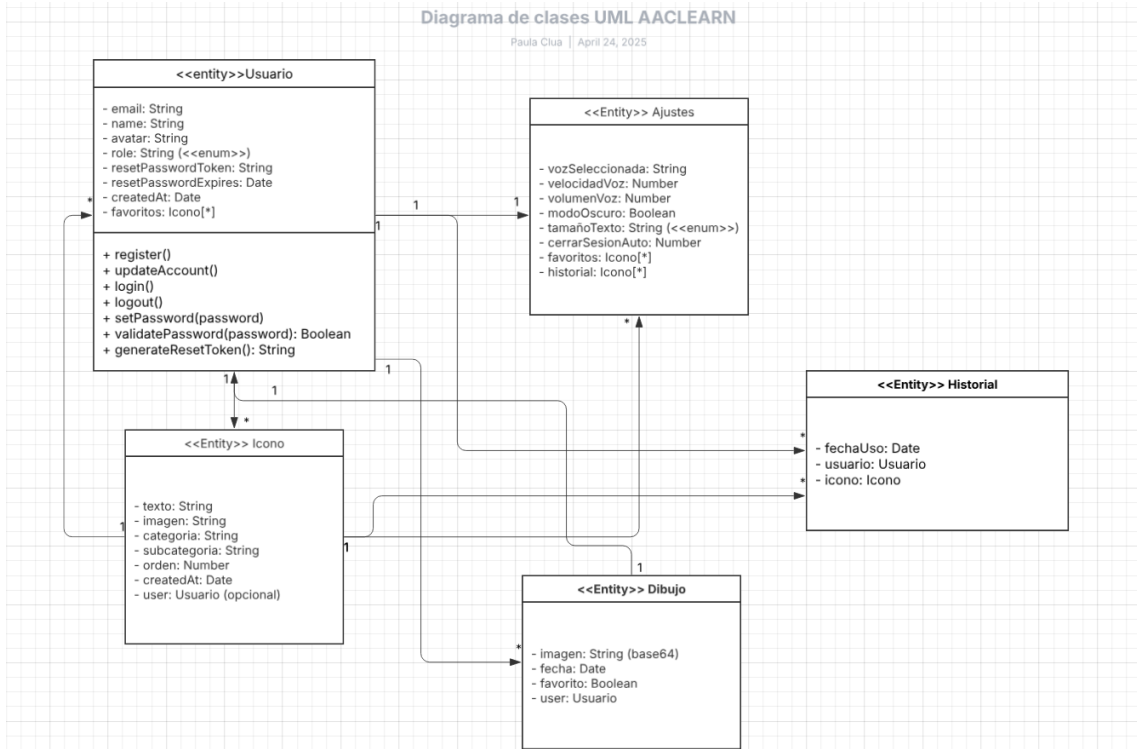 Diagrama de clases UML AACLEARN
Paula Clua | April 24, 2025
<<entity>>Usuario
- email: String
- name: String
- avatar: String
- role: String (<<enum>>)
- resetPasswordToken: String
- resetPasswordExpires: Date
- createdAt: Date
- favoritos: Icono[*]
+ register()
+ updateAccount()
+ login()
+ logout()
+ setPassword(password)
+ validatePassword(password): Boolean
+ generateResetToken(): String
<<Entity>> Ajustes
- vozSeleccionada: String
- velocidadVoz: Number
- volumenVoz: Number
- modoOscuro: Boolean
- tamañoTexto: String (<<enum>>)
- cerrarSesionAuto: Number
- favoritos: Icono[*]
- historial: Icono[*]
*
1
1
1
*
1
1
1
*
<<Entity>> Historial
- fechaUso: Date
- usuario: Usuario
- icono: Icono
*
*
<<Entity>> Icono
- texto: String
- imagen: String
- categoria: String
- subcategoria: String
- orden: Number
- createdAt: Date
- user: Usuario (opcional)
1
1
1
<<Entity>> Dibujo
*
- imagen: String (base64)
- fecha: Date
- favorito: Boolean
- user: Usuario